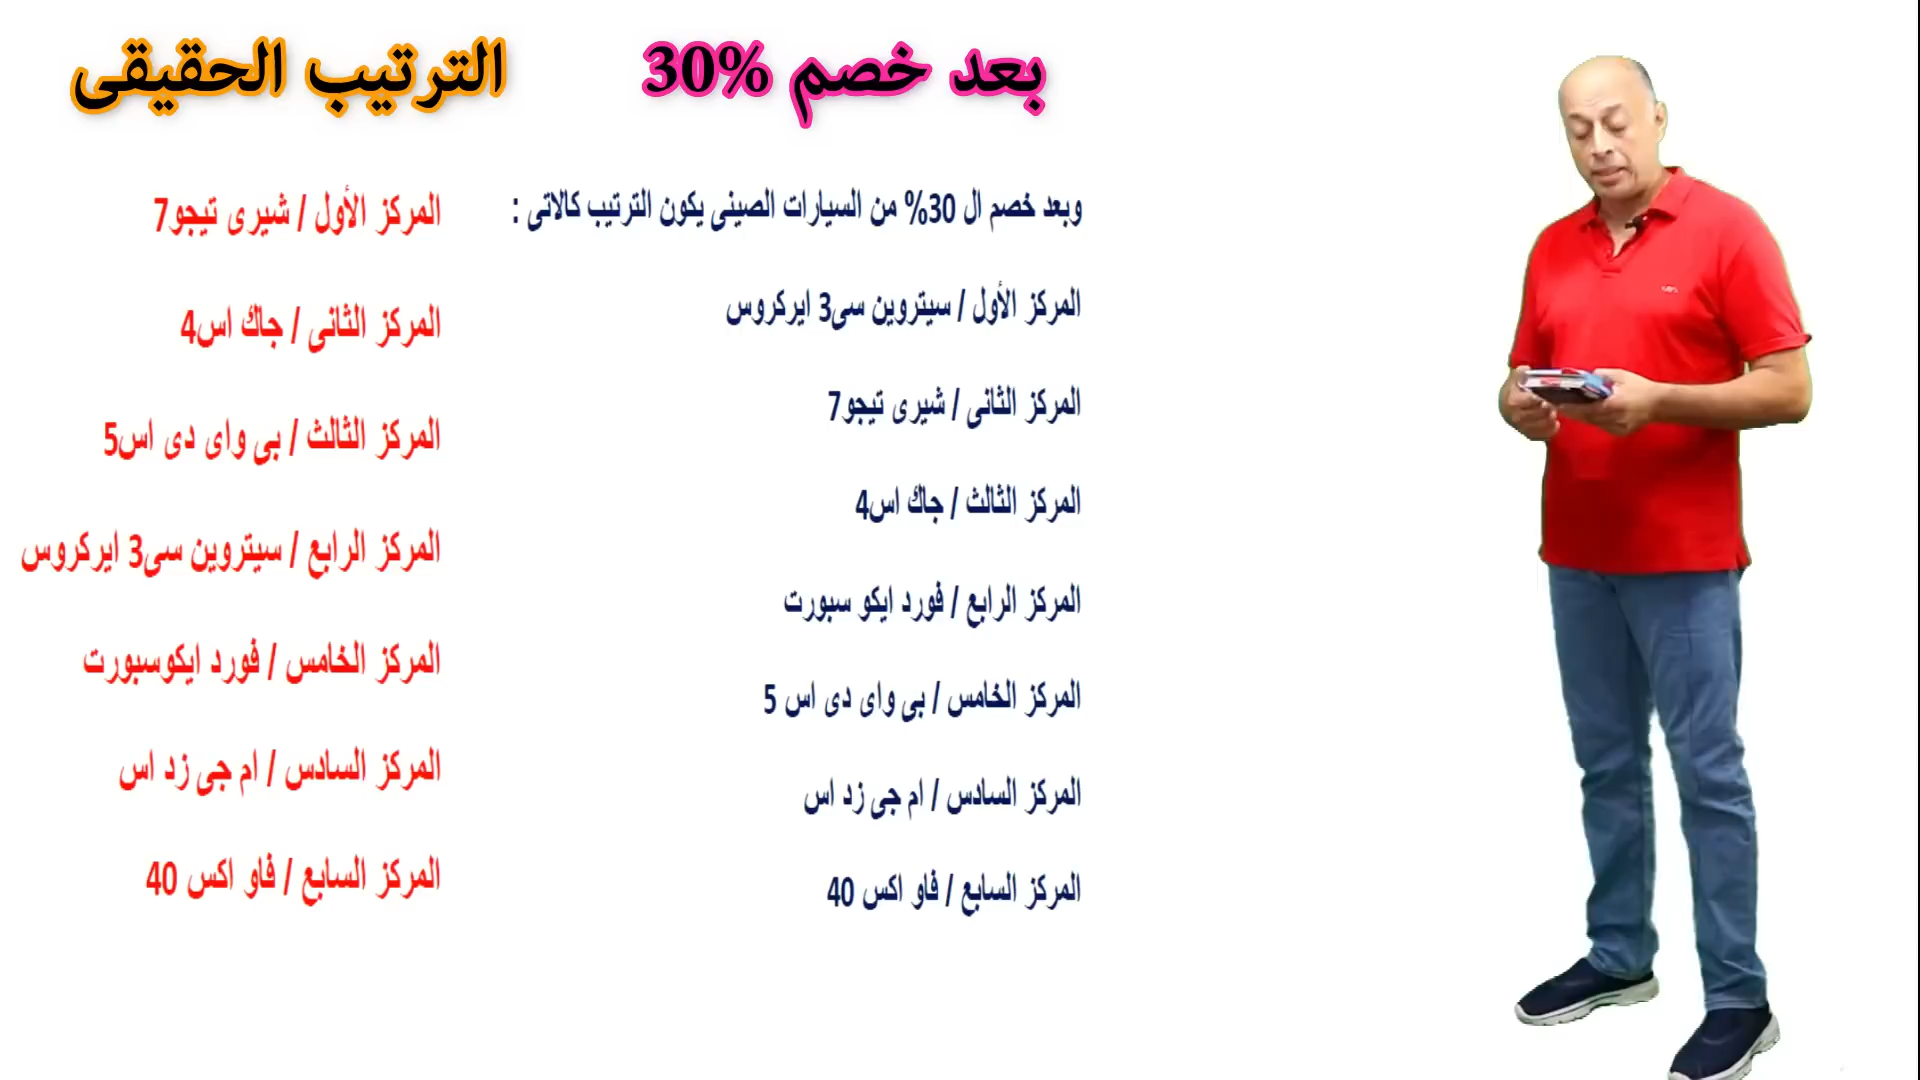 بعد خصم 30%
وبعد خصم ال 30% من السيارات الصينى يكون الترتيب كالاتى :
المركز الأول / سيتروين سى3 ايركروس
المركز الثانى / شيرى تيجو7
المركز الثالث / جاك اس4
المركز الرابع / فورد ايكو سبورت
المركز الخامس / بى واى دى اس 5
المركز السادس / ام جى زد اس
المركز السابع / فاو اكس 40
الترتيب الحقيقى
المركز الأول / شيرى تيجو7
المركز الثانى / جاك اس4
المركز الثالث / بى واى دى اس5
المركز الرابع / سيتروين سى3 ايركروس
المركز الخامس / فورد ايكوسبورت
المركز السادس / ام جى زد اس
المركز السابع / فاو اكس 40